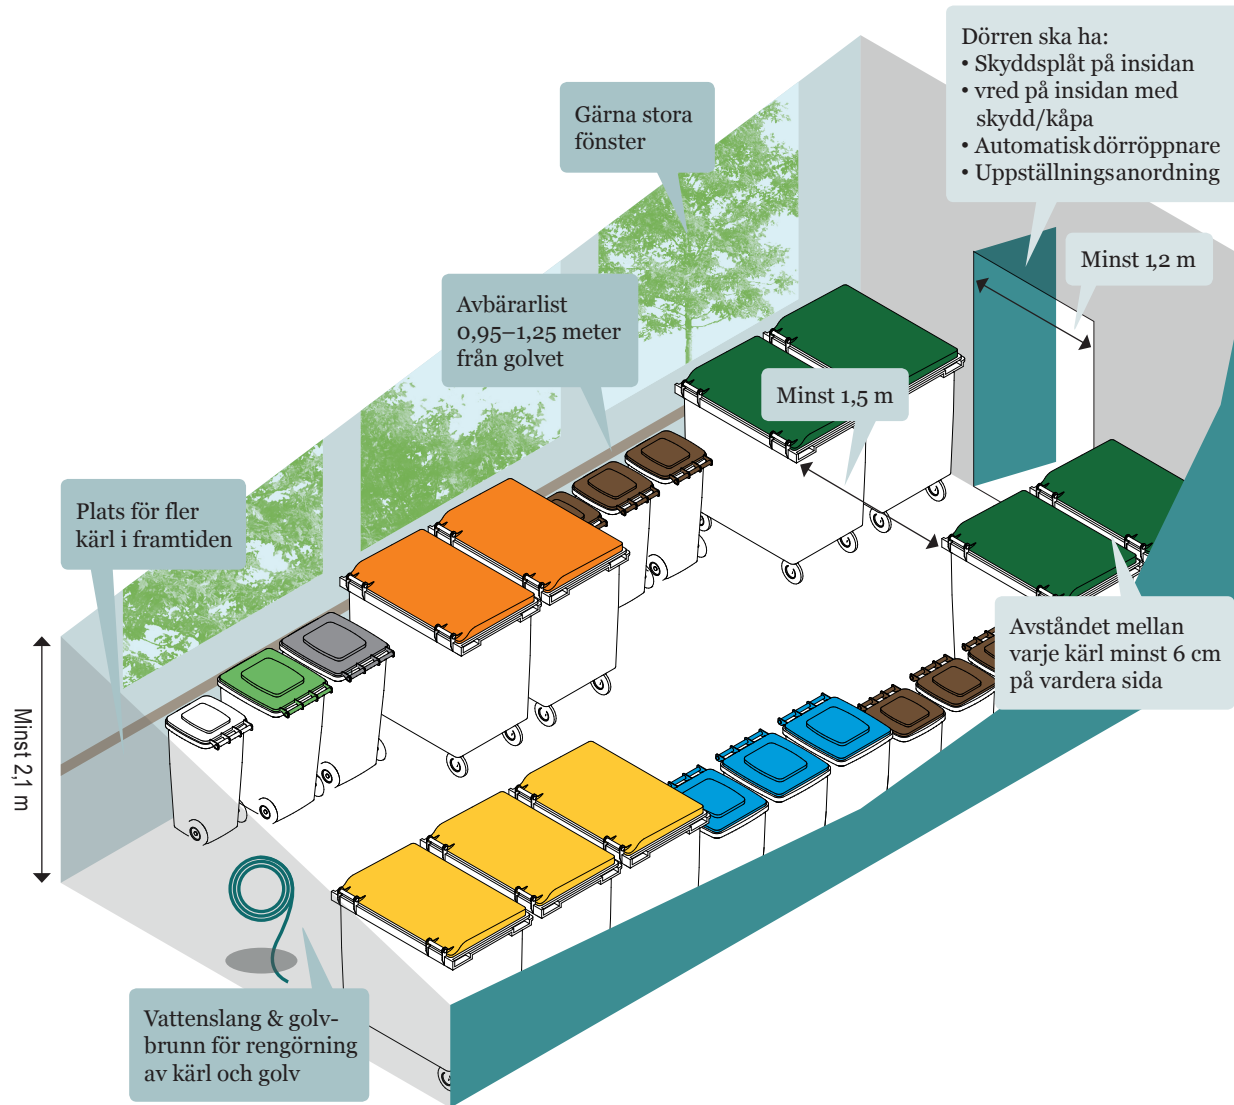 Dörren ska ha:
• Skyddsplåt på insidan
• vred på insidan med
skydd/kåpa
• Automatisk dörröppnare
• Uppställningsanordning
Gärna stora
fönster
Minst 1,2 m
Avbärarlist
0,95–1,25 meter
från golvet
Minst 1,5 m
Plats för fler
kärl i framtiden
Avståndet mellan
varje kärl minst 6 cm
på vardera sida
Minst 2,1 m
Vattenslang & golv-
brunn för rengörning
av kärl och golv